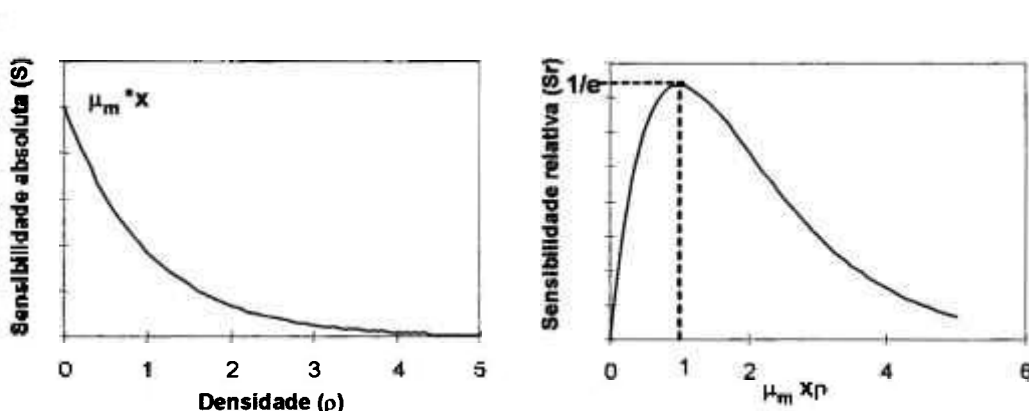 Sensibilidade absoluta (S)
μm *x
0 1 2 3 4 5
Densidade (ρ)
Sensibilidade relativa (Sr)
1/e
0 1 2 4 6
μm xρ